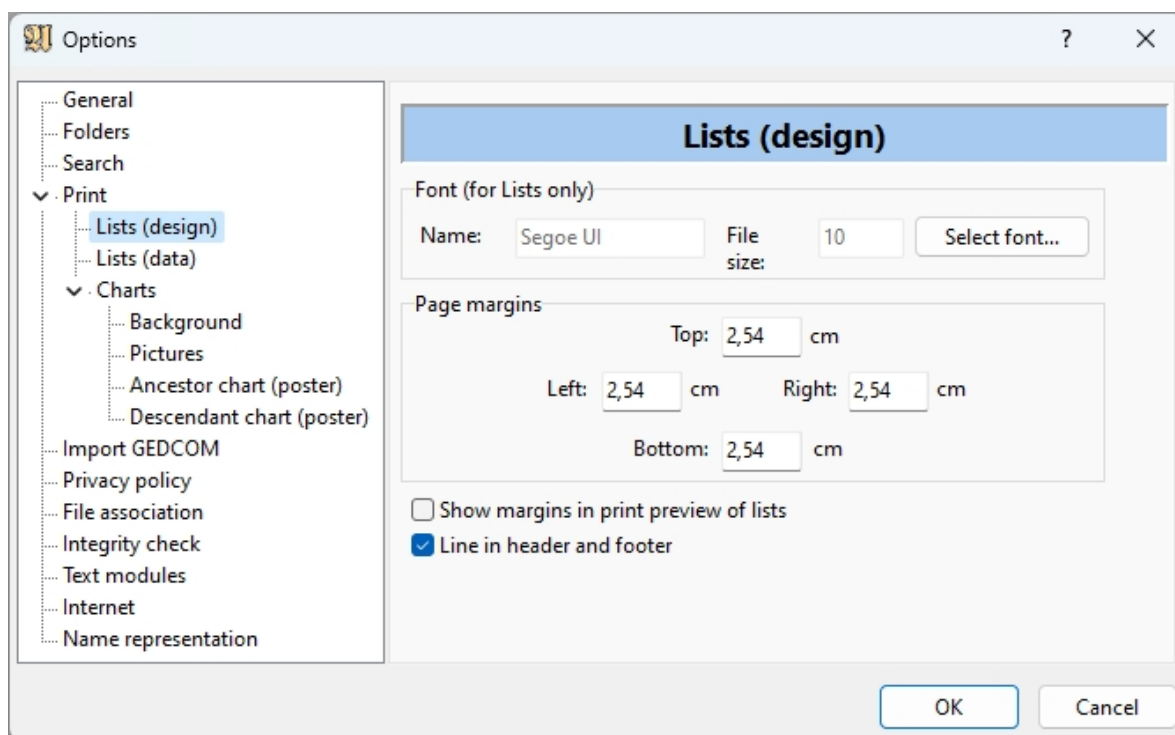 Options
General
Folders
Search
Print
Lists (design)
Lists (data)
Charts
Background
Pictures
Ancestor chart (poster)
Descendant chart (poster)
Import GEDCOM
Privacy policy
File association
Integrity check
Text modules
Internet
Name representation
Lists (design)
Font (for Lists only)
Name: Segoe UI File size: 10 Select font...
Page margins
Top: 2,54 cm
Left: 2,54 cm Right: 2,54 cm
Bottom: 2,54 cm
Show margins in print preview of lists
Line in header and footer
OK Cancel